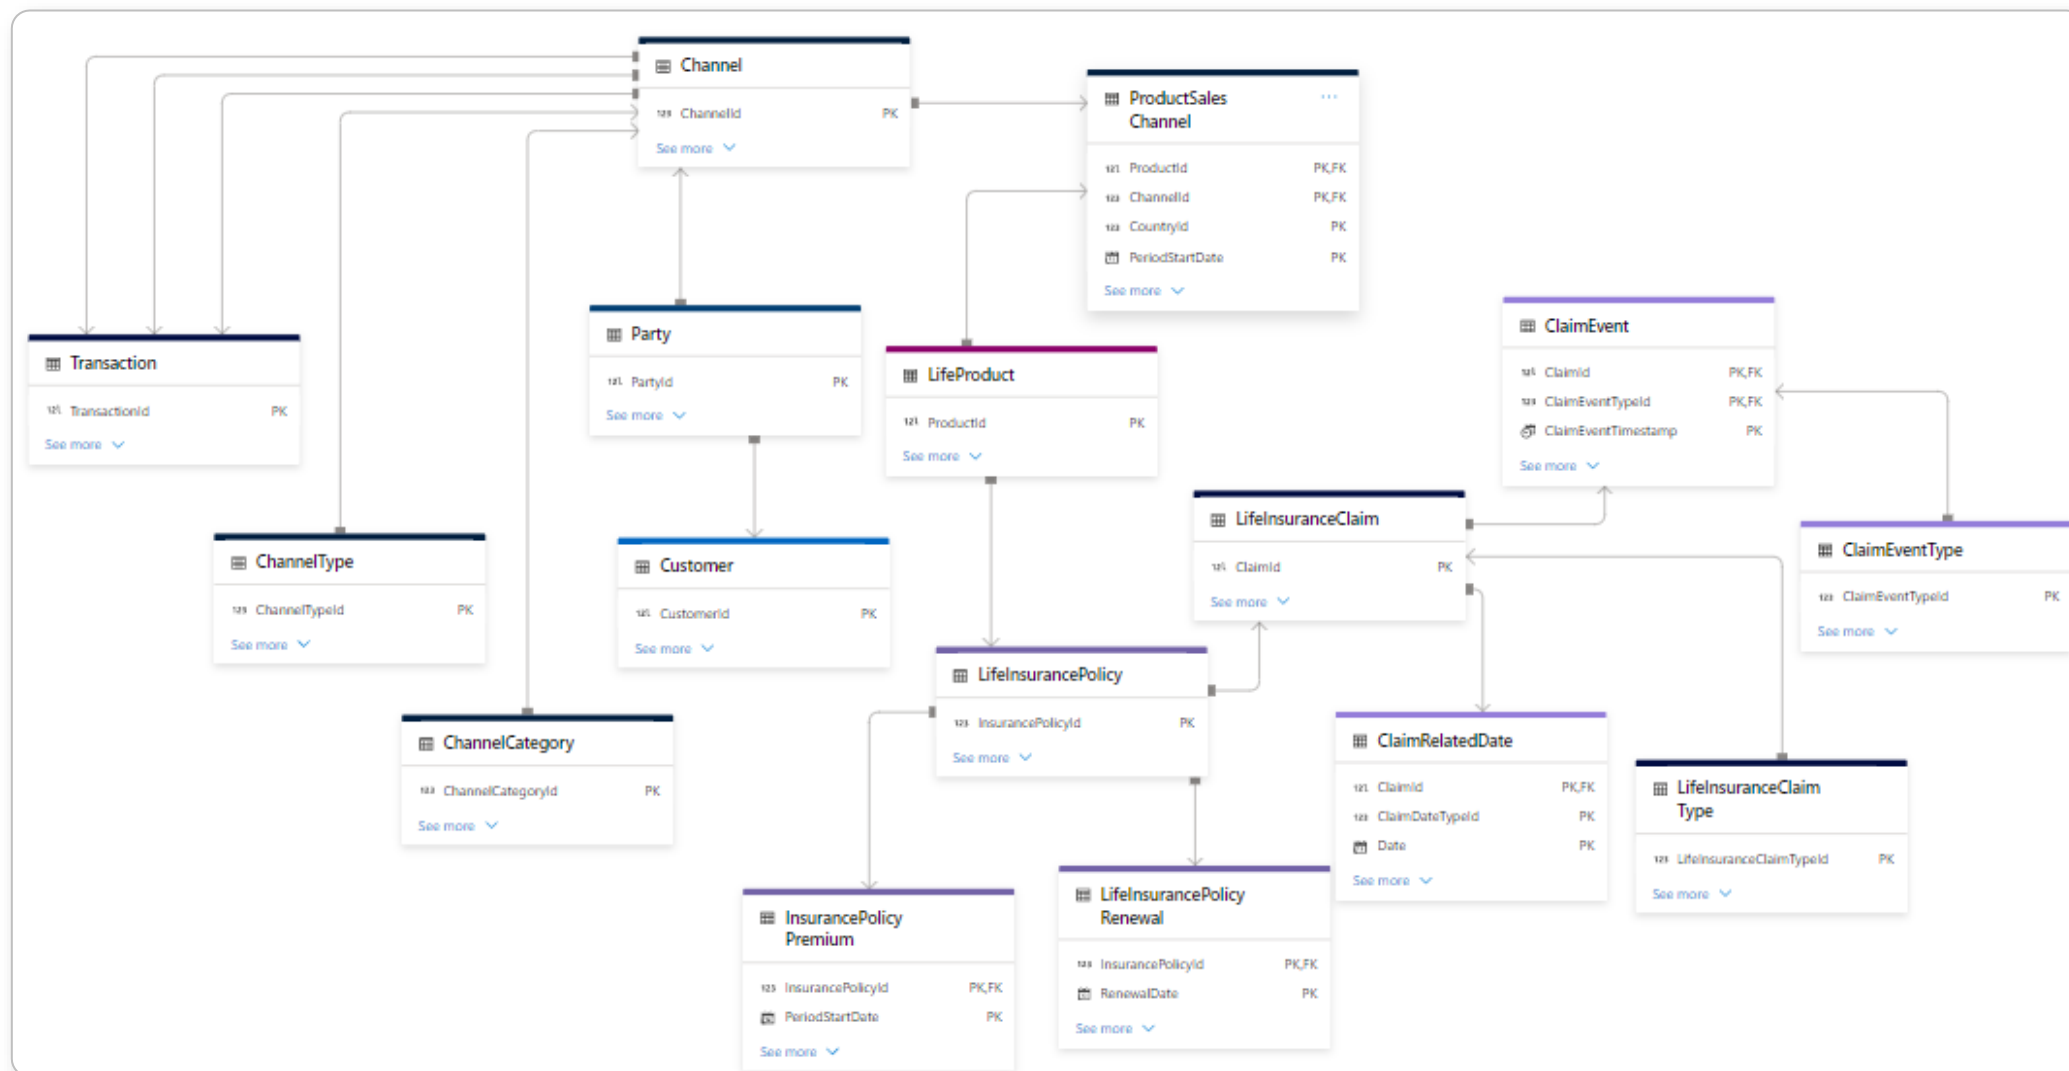 Channel
ChannelId PK
See more
ProductSales
Channel
ProductId PK,FK
ChannelId PK,FK
CountryId PK
PeriodStartDate PK
See more
Transaction
TransactionId PK
See more
Party
PartyId PK
See more
LifeProduct
ProductId PK
See more
ClaimEvent
ClaimId PK,FK
ClaimEventTypeId PK,FK
ClaimEventTimestamp PK
See more
ChannelType
ChannelTypeId PK
See more
Customer
CustomerId PK
See more
LifeInsuranceClaim
ClaimId PK
See more
ClaimEventType
ClaimEventTypeId PK
See more
ChannelCategory
ChannelCategoryId PK
See more
LifeInsurancePolicy
InsurancePolicyId PK
See more
ClaimRelatedDate
ClaimId PK,FK
ClaimDateTypeId PK
Date PK
See more
LifeInsuranceClaim
Type
LifeInsuranceClaimTypeId PK
See more
InsurancePolicy
Premium
InsurancePolicyId PK,FK
PeriodStartDate PK
See more
LifeInsurancePolicy
Renewal
InsurancePolicyId PK,FK
RenewalDate PK
See more